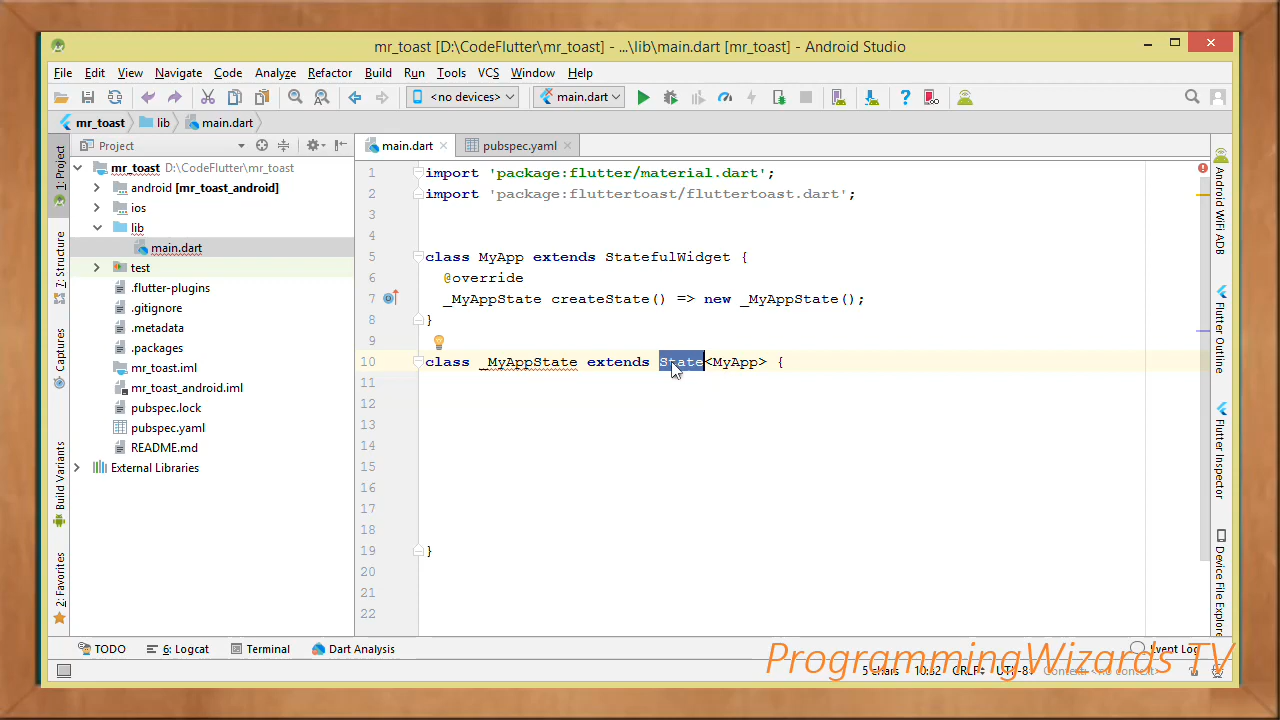 mr_toast [D:\CodeFlutter\mr_toast] - ...\lib\main.dart [mr_toast] - Android Studio
File Edit View Navigate Code Analyze Refactor Build Run Tools VCS Window Help
<no devices> main.dart
mr_toast lib main.dart
Project
main.dart pubspec.yaml
1: Project
7: Structure
Captures
Build Variants
2: Favorites
mr_toast D:\CodeFlutter\mr_toast
android [mr_toast_android]
ios
lib
main.dart
test
.flutter-plugins
.gitignore
.metadata
.packages
mr_toast.iml
mr_toast_android.iml
pubspec.lock
pubspec.yaml
README.md
External Libraries
1 import 'package:flutter/material.dart';
2 import 'package:fluttertoast/fluttertoast.dart';
3
4
5 class MyApp extends StatefulWidget {
6 @override
7 _MyAppState createState() => new _MyAppState();
8 }
9
10 class _MyAppState extends State<MyApp> {
11
12
13
14
15
16
17
18
19 }
20
21
22
Android WiFi ADB
Flutter Outline
Flutter Inspector
Device File Explorer
TODO 6: Logcat Terminal Dart Analysis Event Log
5 chars 10:32 CRLF UTF-8 Context: <no context>
ProgrammingWizards TV